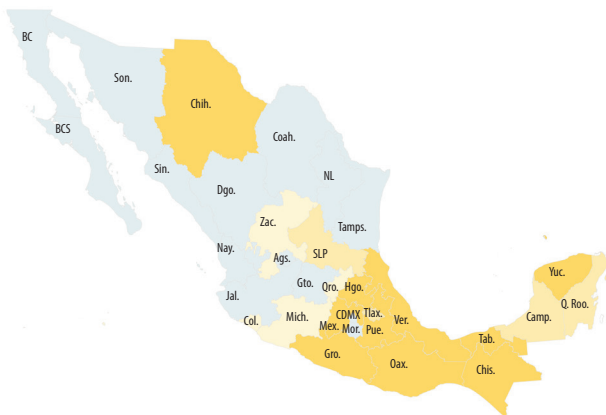 BC
Son.
Chih.
BCS
Coah.
Sin.
NL
Dgo.
Zac.
Tamps.
Nay.
Ags.
SLP
Gto.
Qro.
Hgo.
Yuc.
Jal.
Col.
Mich.
CDMX
Tlax.
Mex.
Mor.
Pue.
Ver.
Camp.
Q. Roo.
Gro.
Oax.
Tab.
Chis.